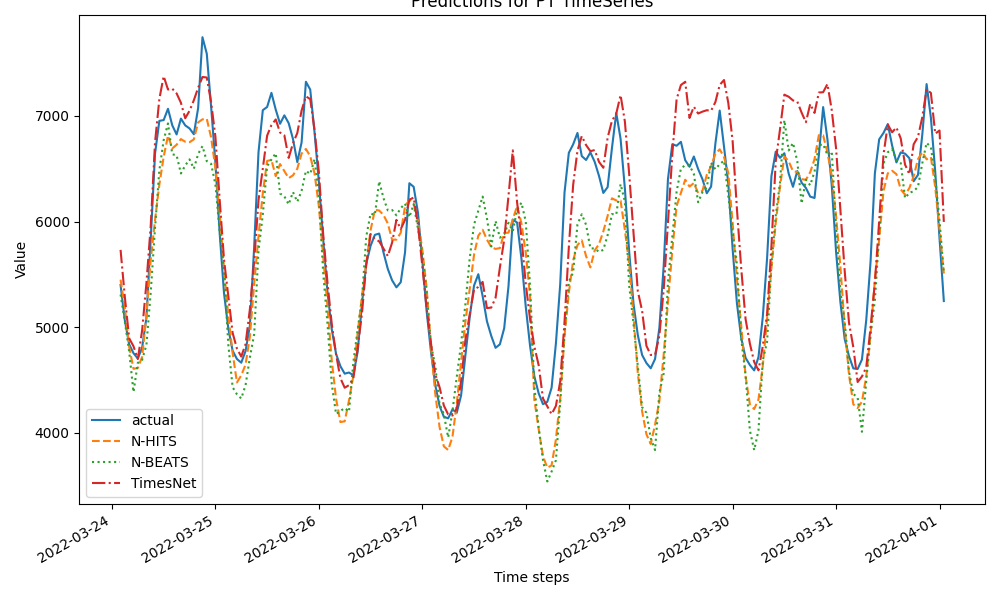 Predictions for PT TimeSeries
Value
7000
6000
5000
4000
actual
N-HITS
N-BEATS
TimesNet
2022-03-24
2022-03-25
2022-03-26
2022-03-27
2022-03-28
2022-03-29
2022-03-30
2022-03-31
2022-04-01
Time steps